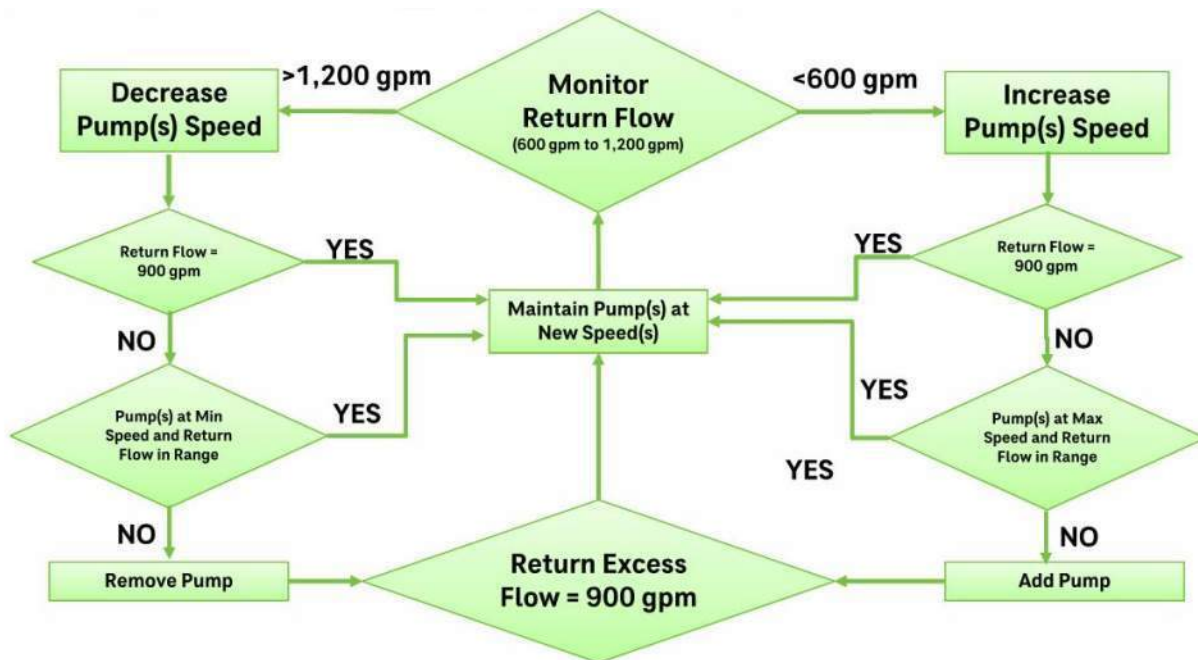 >1,200 gpm
<600 gpm
Decrease
Pump(s) Speed
Monitor
Return Flow
(600 gpm to 1,200 gpm)
Increase
Pump(s) Speed
Return Flow =
900 gpm
YES
YES
Return Flow =
900 gpm
Maintain Pump(s) at
New Speed(s)
NO
NO
Pump(s) at Min
Speed and Return
Flow in Range
YES
YES
Pump(s) at Max
Speed and Return
Flow in Range
YES
NO
NO
Remove Pump
Return Excess
Flow = 900 gpm
Add Pump